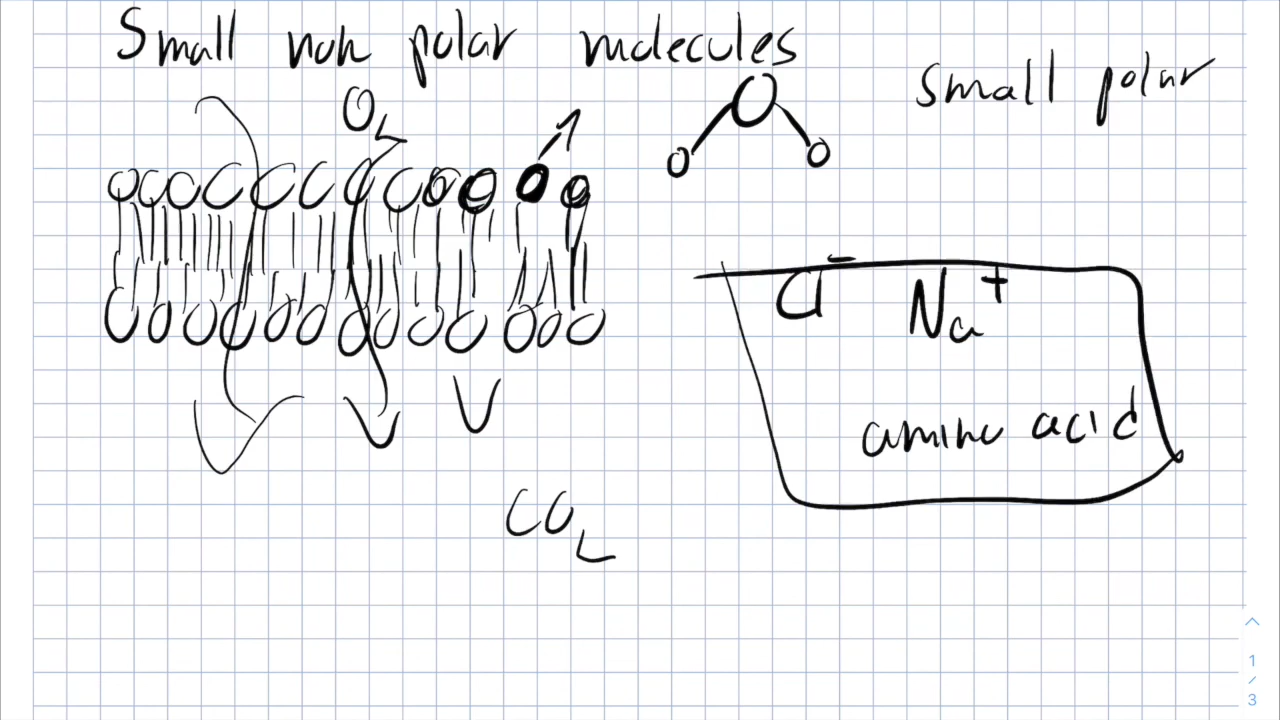 Small non polar molecules
small polar
O2
Cl- Na+
amino acid
CO2
1
/
3